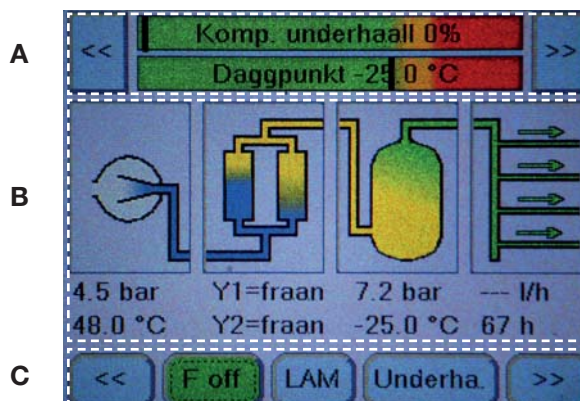 A
<< Komp. underhaall 0% >>
Daggpunkt -25.0 °C
B
4.5 bar Y1=fraan 7.2 bar --- l/h
48.0 °C Y2=fraan -25.0 °C 67 h
C
<< F off LAM Underha. >>